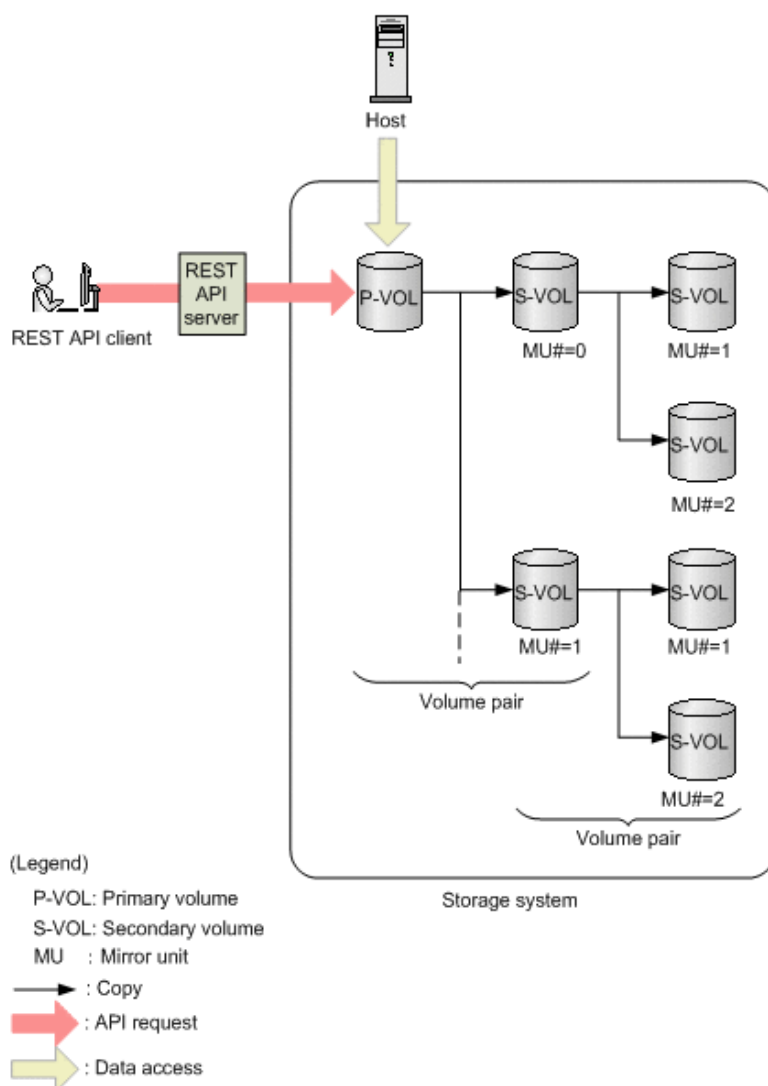 Host
REST
API
server
REST API client
P-VOL
S-VOL
MU#=0
S-VOL
MU#=1
S-VOL
MU#=2
S-VOL
MU#=1
S-VOL
MU#=1
Volume pair
S-VOL
MU#=2
Volume pair
Storage system
(Legend)
P-VOL: Primary volume
S-VOL: Secondary volume
MU : Mirror unit
: Copy
: API request
: Data access